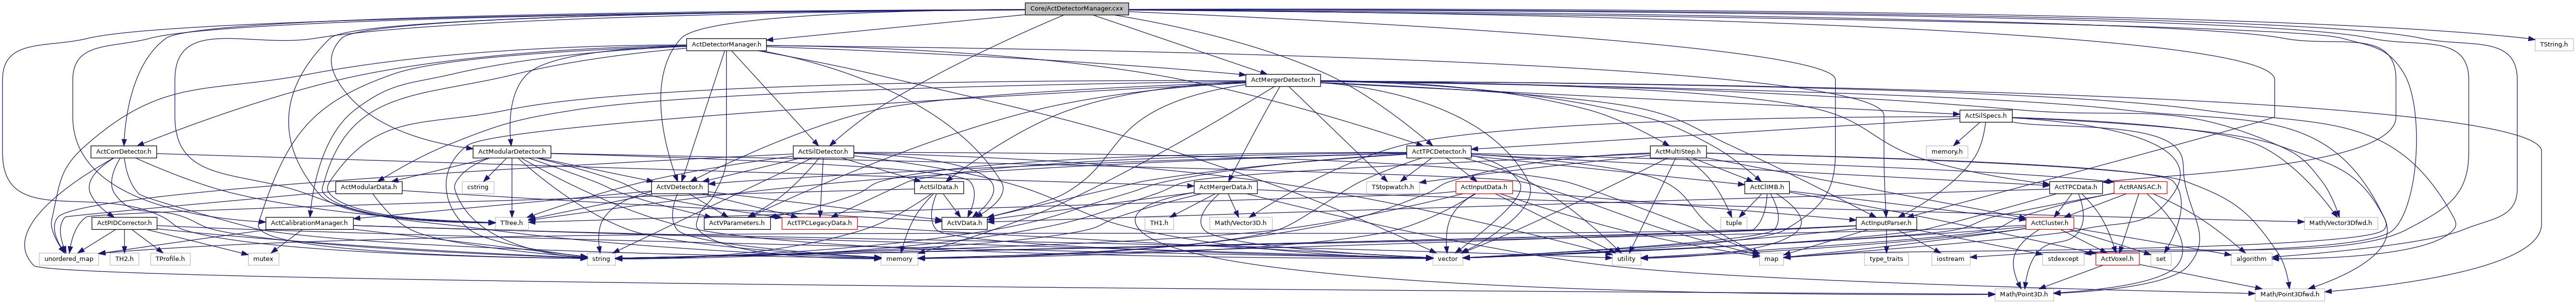 Core/ActDetectorManager.cxx
ActDetectorManager.h
TString.h
ActMergerDetector.h
ActSilSpecs.h
ActCorrDetector.h
ActModularDetector.h
ActSilDetector.h
ActTPCDetector.h
ActMultiStep.h
memory.h
ActModularData.h
cstring
ActVDetector.h
ActSilData.h
ActMergerData.h
TStopwatch.h
ActInputData.h
ActClIMB.h
ActTPCData.h
ActRANSAC.h
ActPIDCorrector.h
ActCalibrationManager.h
TTree.h
ActVParameters.h
ActTPCLegacyData.h
ActVData.h
TH1.h
Math/Vector3D.h
tuple
ActInputParser.h
ActCluster.h
Math/Vector3Dfwd.h
unordered_map
TH2.h
TProfile.h
mutex
string
memory
vector
utility
map
type_traits
iostream
stdexcept
ActVoxel.h
set
algorithm
Math/Point3D.h
Math/Point3Dfwd.h